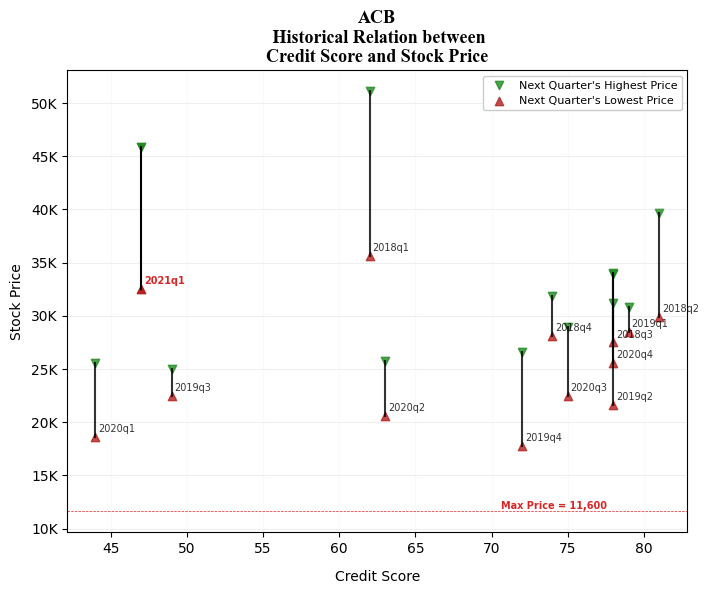 ACB
Historical Relation between
Credit Score and Stock Price
Next Quarter's Highest Price
Next Quarter's Lowest Price
50K
45K
40K
35K
30K
25K
20K
15K
10K
Stock Price
2018q1
2021q1
2018q2
2019q1
2018q4
2018q3
2020q4
2020q3
2019q2
2019q3
2020q2
2020q1
2019q4
Max Price = 11,600
45 50 55 60 65 70 75 80
Credit Score